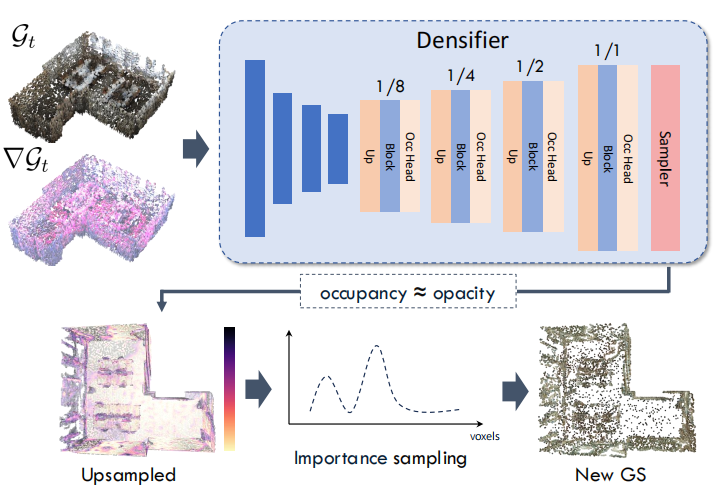 𝒢ₜ
∇𝒢ₜ
Densifier
1/8
1/4
1/2
1/1
Up
Block
Occ Head
Up
Block
Occ Head
Up
Block
Occ Head
Up
Block
Occ Head
Sampler
occupancy ≈ opacity
voxels
Upsampled
Importance sampling
New GS